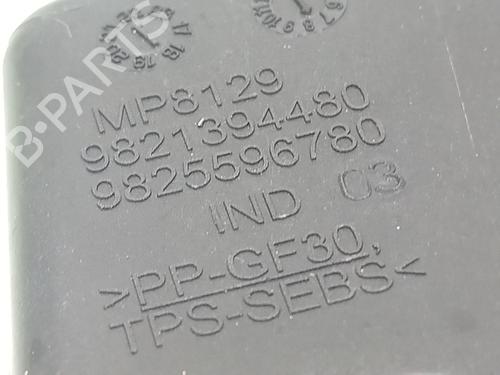 B-PARTS
MP8129
9821394480
9825596780
IND 03
>PP-GF30,
TPS-SEBS<